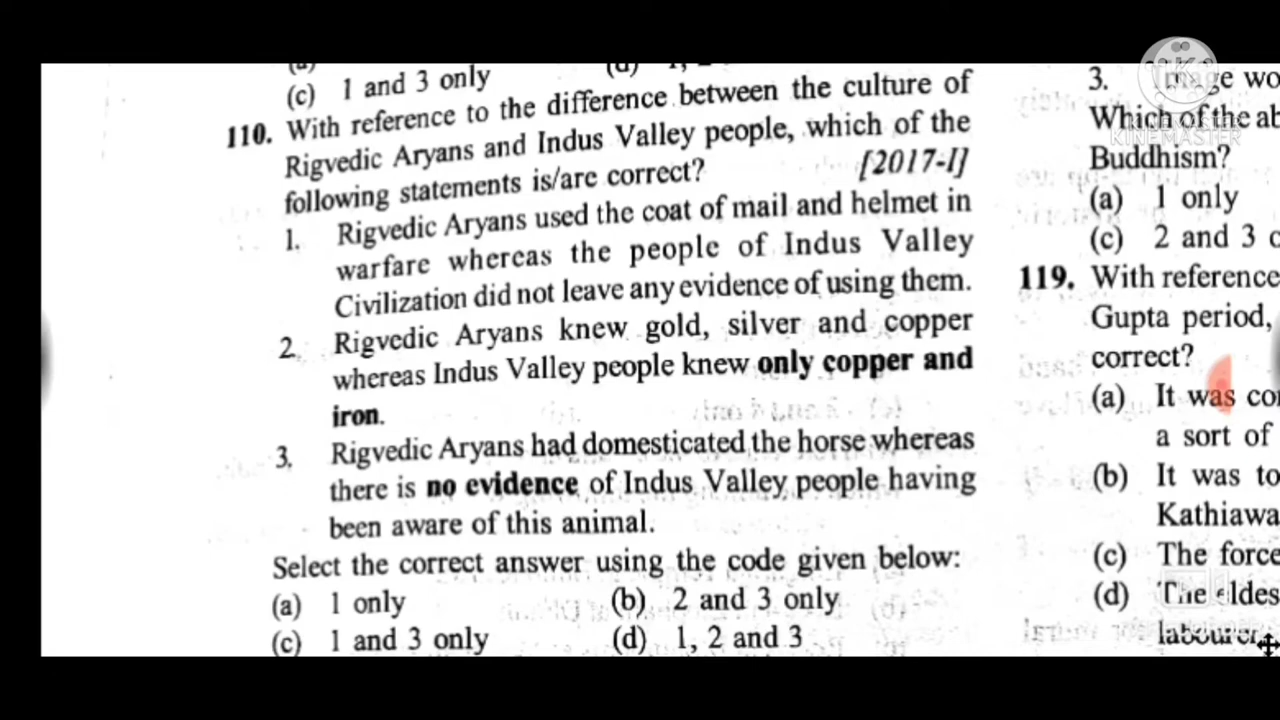 (c) 1 and 3 only
110. With reference to the difference between the culture of
Rigvedic Aryans and Indus Valley people, which of the
following statements is/are correct? [2017-I]
1. Rigvedic Aryans used the coat of mail and helmet in
warfare whereas the people of Indus Valley
Civilization did not leave any evidence of using them.
2. Rigvedic Aryans knew gold, silver and copper
whereas Indus Valley people knew only copper and
iron.
3. Rigvedic Aryans had domesticated the horse whereas
there is no evidence of Indus Valley people having
been aware of this animal.
Select the correct answer using the code given below:
(a) 1 only (b) 2 and 3 only
(c) 1 and 3 only (d) 1, 2 and 3
3. Image wo
Which of the ab
Buddhism?
(a) 1 only
(c) 2 and 3 o
119. With reference
Gupta period,
correct?
(a) It was co
a sort of
(b) It was to
Kathiawa
(c) The force
(d) The eldes
labourer
KINEMASTER